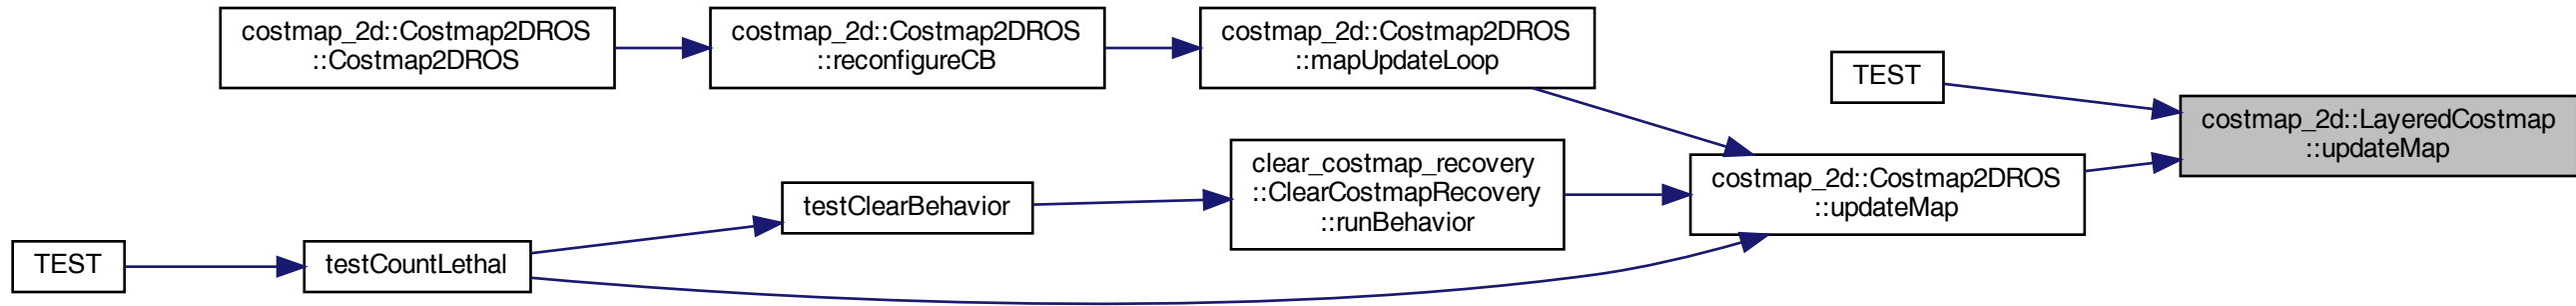 costmap_2d::Costmap2DROS
::Costmap2DROS
costmap_2d::Costmap2DROS
::reconfigureCB
costmap_2d::Costmap2DROS
::mapUpdateLoop
TEST
costmap_2d::LayeredCostmap
::updateMap
clear_costmap_recovery
::ClearCostmapRecovery
::runBehavior
costmap_2d::Costmap2DROS
::updateMap
testClearBehavior
TEST
testCountLethal